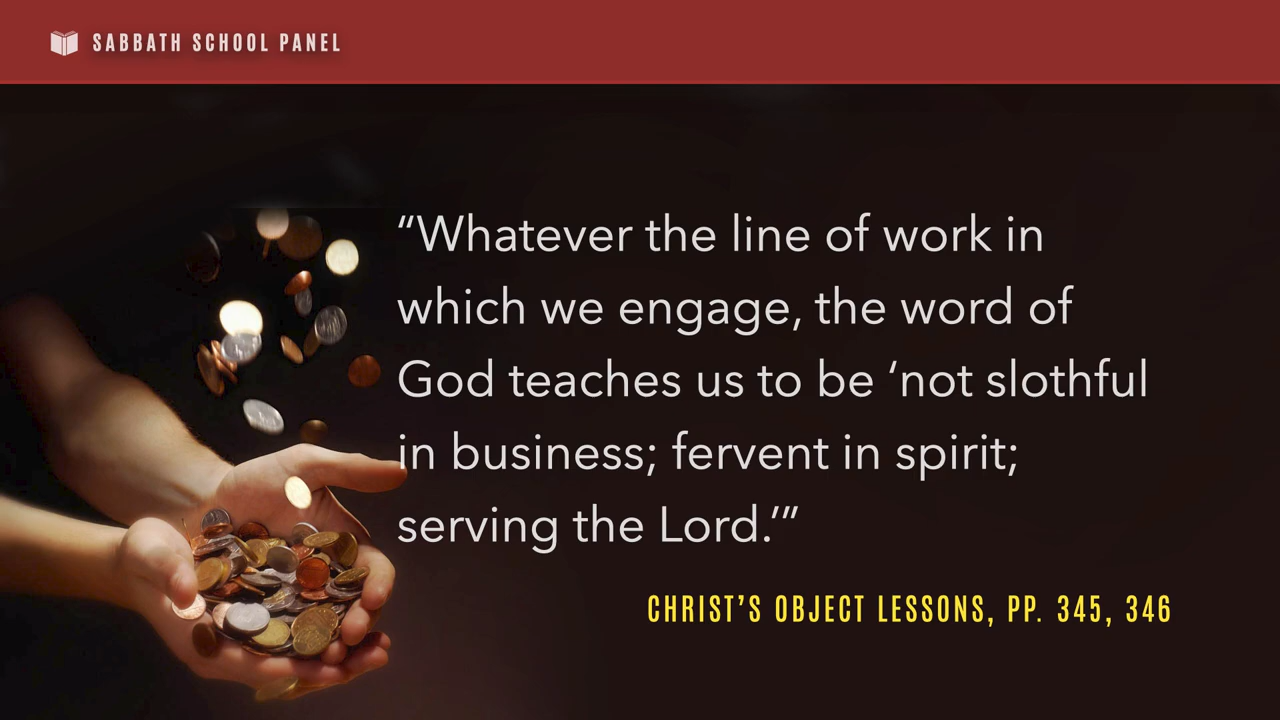 SABBATH SCHOOL PANEL
“Whatever the line of work in
which we engage, the word of
God teaches us to be ‘not slothful
in business; fervent in spirit;
serving the Lord.’”
CHRIST’S OBJECT LESSONS, PP. 345, 346